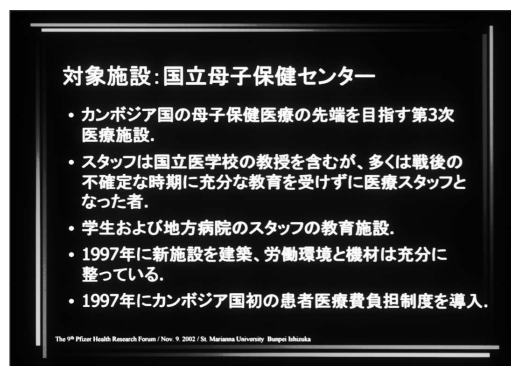 対象施設:国立母子保健センター
• カンボジア国の母子保健医療の先端を目指す第3次
医療施設.
• スタッフは国立医学校の教授を含むが、多くは戦後の
不確定な時期に充分な教育を受けずに医療スタッフと
なった者.
• 学生および地方病院のスタッフの教育施設.
• 1997年に新施設を建築、労働環境と機材は充分に
整っている.
• 1997年にカンボジア国初の患者医療費負担制度を導入.
The 9th Pfizer Health Research Forum / Nov. 9. 2002 / St. Marianna University Bunpei Ishizuka